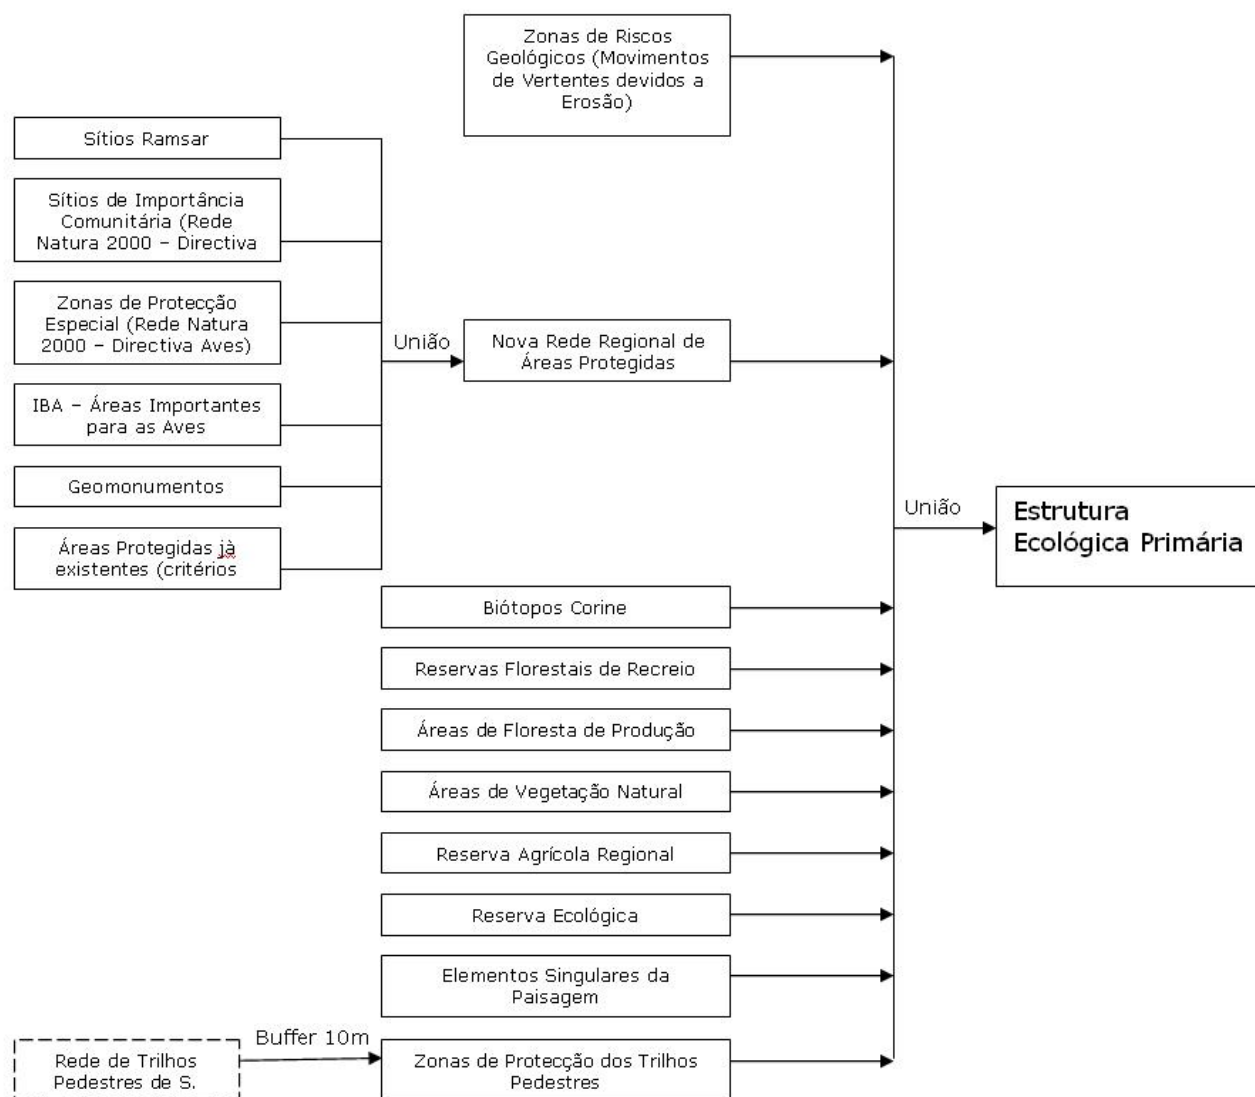 Zonas de Riscos
Geológicos (Movimentos
de Vertentes devidos a
Erosão)
Sítios Ramsar
Sítios de Importância
Comunitária (Rede
Natura 2000 – Directiva
Zonas de Protecção
Especial (Rede Natura
2000 – Directiva Aves)
IBA – Áreas Importantes
para as Aves
Geomonumentos
Áreas Protegidas jà
existentes (critérios
União
Nova Rede Regional de
Áreas Protegidas
União
Estrutura
Ecológica Primária
Biótopos Corine
Reservas Florestais de Recreio
Áreas de Floresta de Produção
Áreas de Vegetação Natural
Reserva Agrícola Regional
Reserva Ecológica
Elementos Singulares da
Paisagem
Rede de Trilhos
Pedestres de S.
Buffer 10m
Zonas de Protecção dos Trilhos
Pedestres